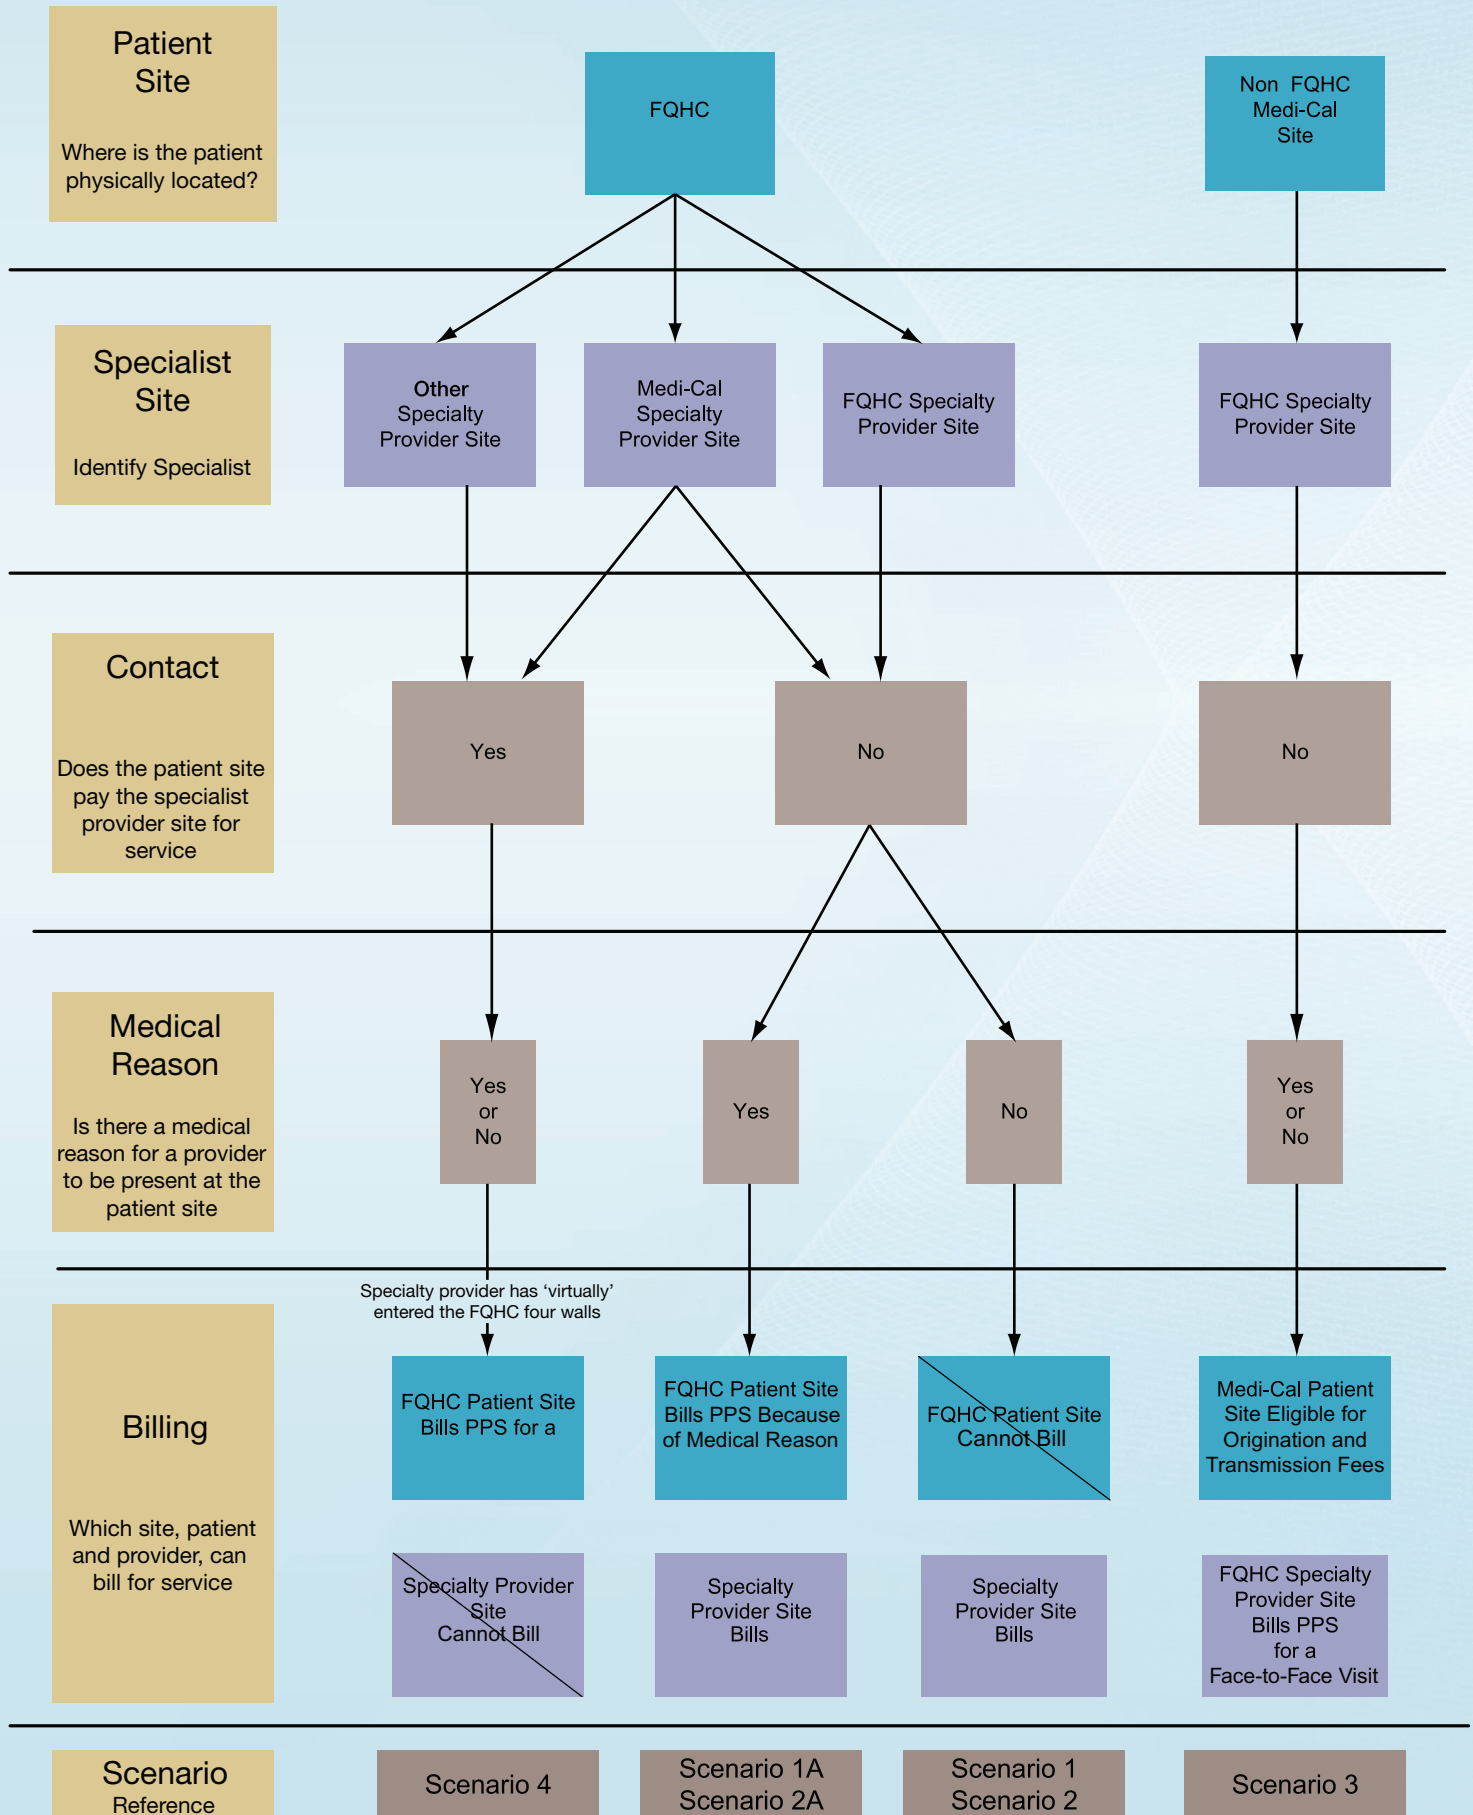 Patient
Site
Where is the patient
physically located?
FQHC
Non FQHC
Medi-Cal
Site
Specialist
Site
Identify Specialist
Other
Specialty
Provider Site
Medi-Cal
Specialty
Provider Site
FQHC Specialty
Provider Site
FQHC Specialty
Provider Site
Contact
Does the patient site
pay the specialist
provider site for
service
Yes
No
No
Medical
Reason
Is there a medical
reason for a provider
to be present at the
patient site
Yes
or
No
Yes
No
Yes
or
No
Specialty provider has ‘virtually’
entered the FQHC four walls
Billing
Which site, patient
and provider, can
bill for service
FQHC Patient Site
Bills PPS for a
FQHC Patient Site
Bills PPS Because
of Medical Reason
FQHC Patient Site
Cannot Bill
Medi-Cal Patient
Site Eligible for
Origination and
Transmission Fees
Specialty Provider
Site
Cannot Bill
Specialty
Provider Site
Bills
Specialty
Provider Site
Bills
FQHC Specialty
Provider Site
Bills PPS
for a
Face-to-Face Visit
Scenario
Reference
Scenario 4
Scenario 1A
Scenario 2A
Scenario 1
Scenario 2
Scenario 3